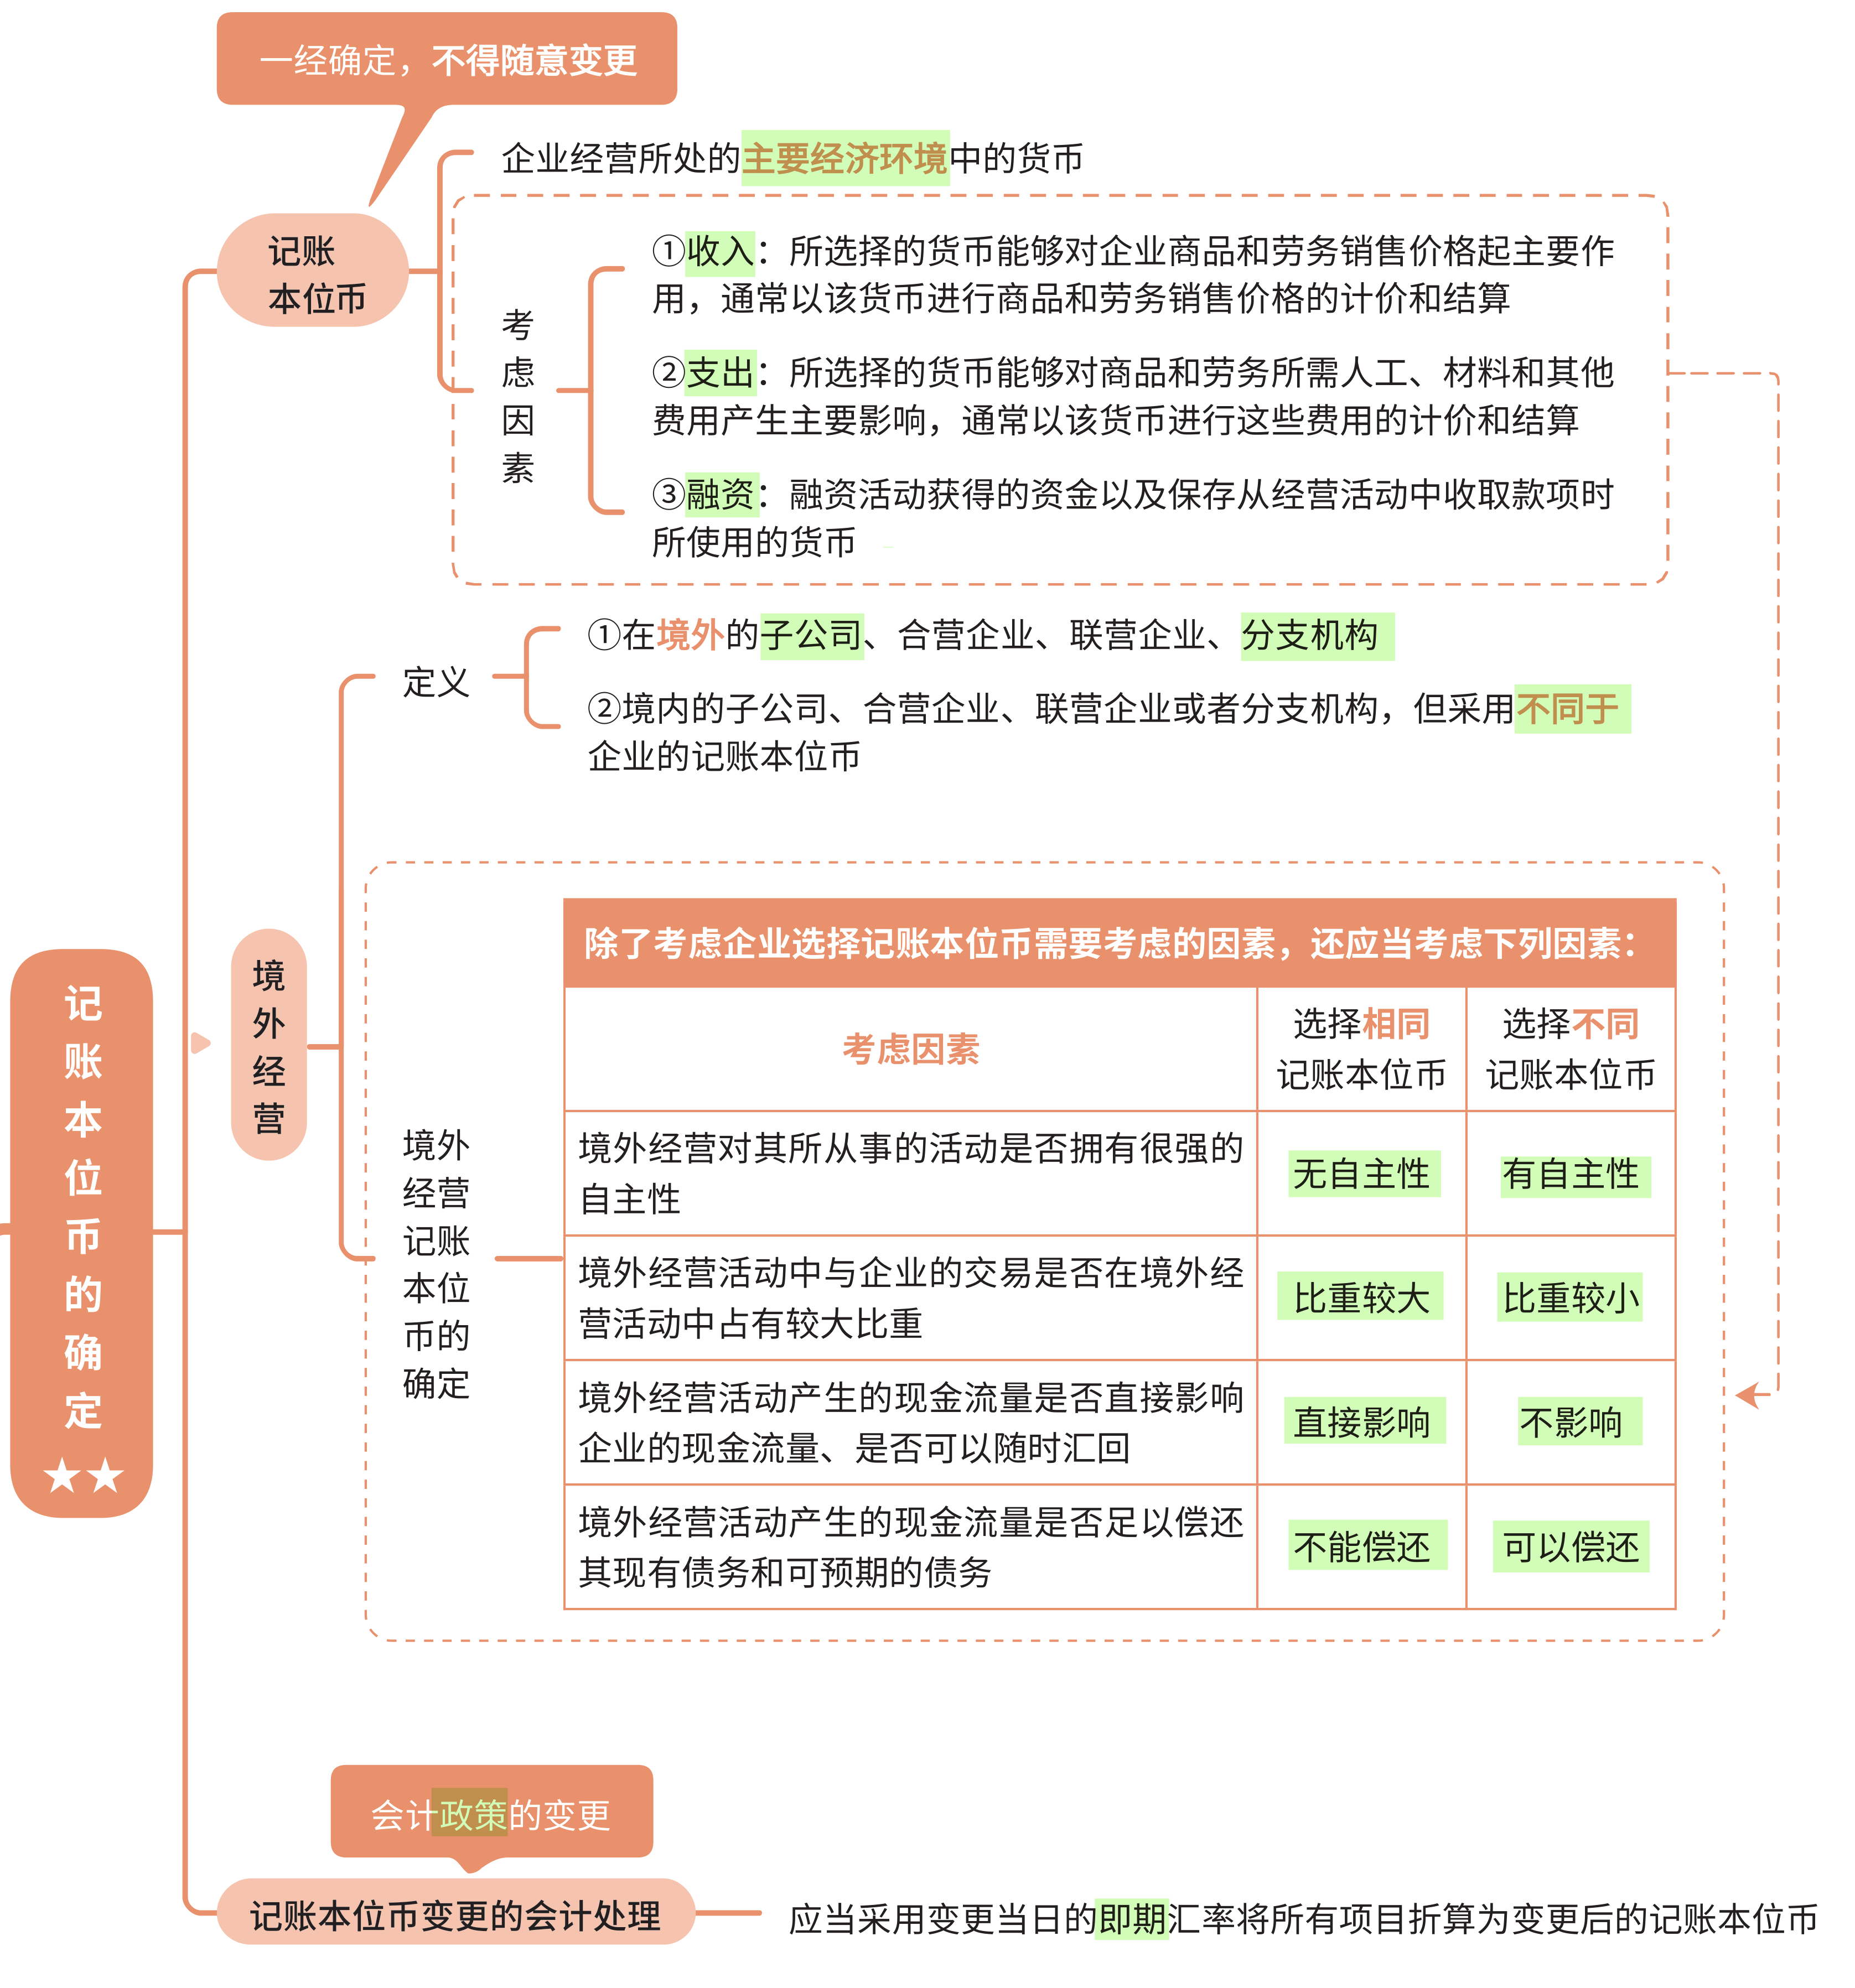 一经确定，不得随意变更
企业经营所处的主要经济环境中的货币
记账
本位币
考
虑
因
素
①收入：所选择的货币能够对企业商品和劳务销售价格起主要作
用，通常以该货币进行商品和劳务销售价格的计价和结算
②支出：所选择的货币能够对商品和劳务所需人工、材料和其他
费用产生主要影响，通常以该货币进行这些费用的计价和结算
③融资：融资活动获得的资金以及保存从经营活动中收取款项时
所使用的货币
定义
①在境外的子公司、合营企业、联营企业、分支机构
②境内的子公司、合营企业、联营企业或者分支机构，但采用不同于
企业的记账本位币
记
账
本
位
币
的
确
定
★★
境
外
经
营
境外
经营
记账
本位
币的
确定
除了考虑企业选择记账本位币需要考虑的因素，还应当考虑下列因素：
考虑因素
选择相同
记账本位币
选择不同
记账本位币
境外经营对其所从事的活动是否拥有很强的
自主性
无自主性
有自主性
境外经营活动中与企业的交易是否在境外经
营活动中占有较大比重
比重较大
比重较小
境外经营活动产生的现金流量是否直接影响
企业的现金流量、是否可以随时汇回
直接影响
不影响
境外经营活动产生的现金流量是否足以偿还
其现有债务和可预期的债务
不能偿还
可以偿还
会计政策的变更
记账本位币变更的会计处理
应当采用变更当日的即期汇率将所有项目折算为变更后的记账本位币